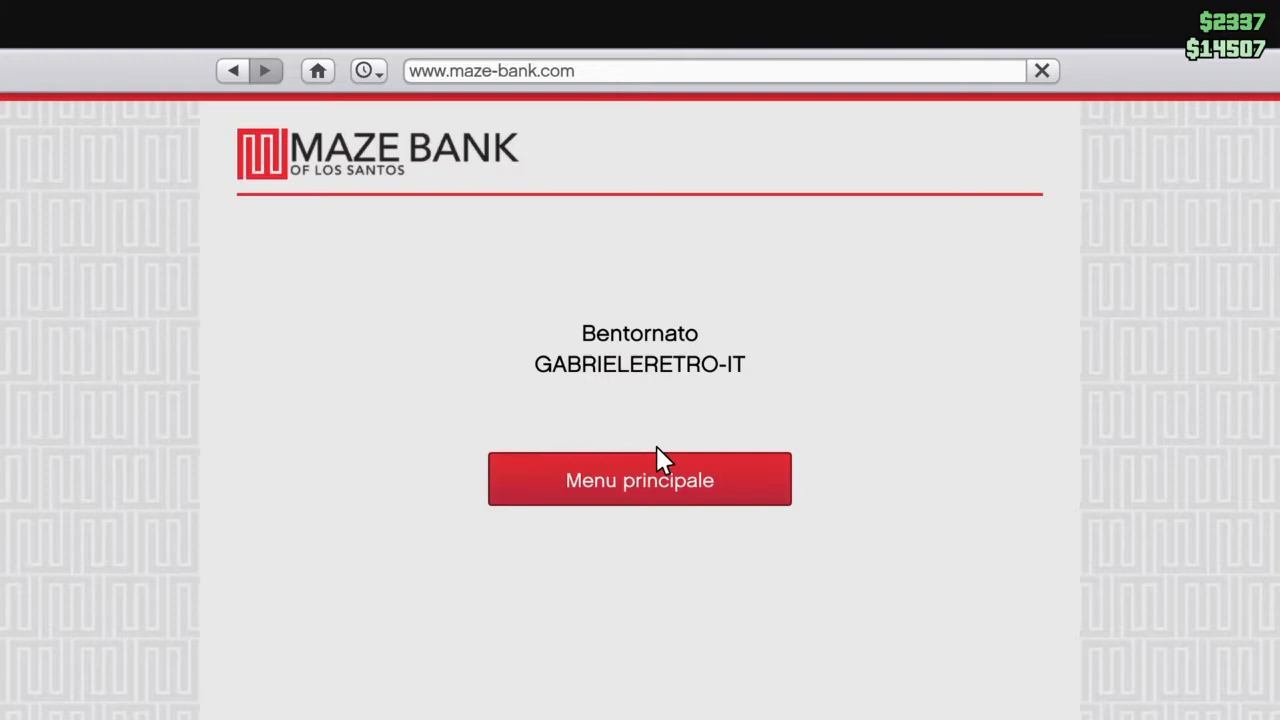 $2337
$14507
www.maze-bank.com
MAZE BANK
OF LOS SANTOS
Bentornato
GABRIELERETRO-IT
Menu principale